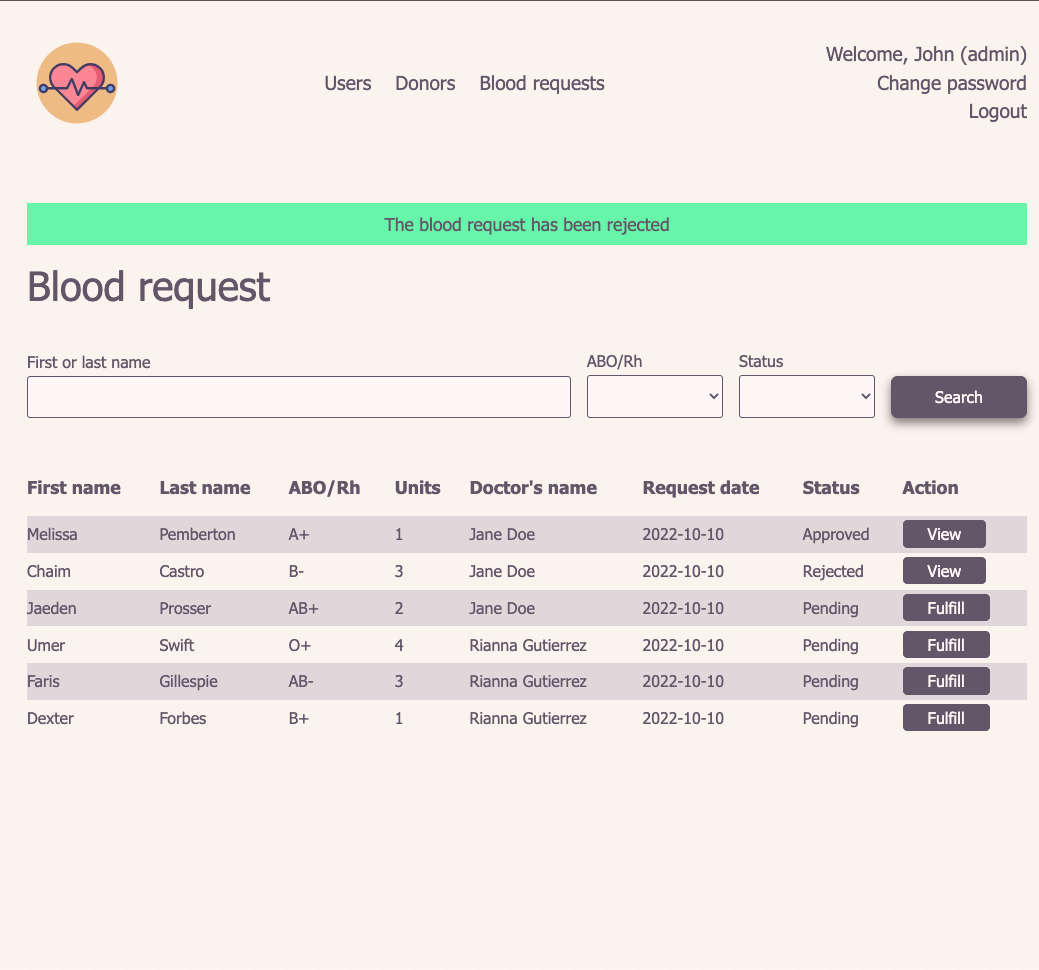 Welcome, John (admin)
Users Donors Blood requests
Change password
Logout
The blood request has been rejected
Blood request
First or last name
ABO/Rh
Status
Search
First name Last name ABO/Rh Units Doctor's name Request date Status Action
Melissa Pemberton A+ 1 Jane Doe 2022-10-10 Approved View
Chaim Castro B- 3 Jane Doe 2022-10-10 Rejected View
Jaeden Prosser AB+ 2 Jane Doe 2022-10-10 Pending Fulfill
Umer Swift O+ 4 Rianna Gutierrez 2022-10-10 Pending Fulfill
Faris Gillespie AB- 3 Rianna Gutierrez 2022-10-10 Pending Fulfill
Dexter Forbes B+ 1 Rianna Gutierrez 2022-10-10 Pending Fulfill